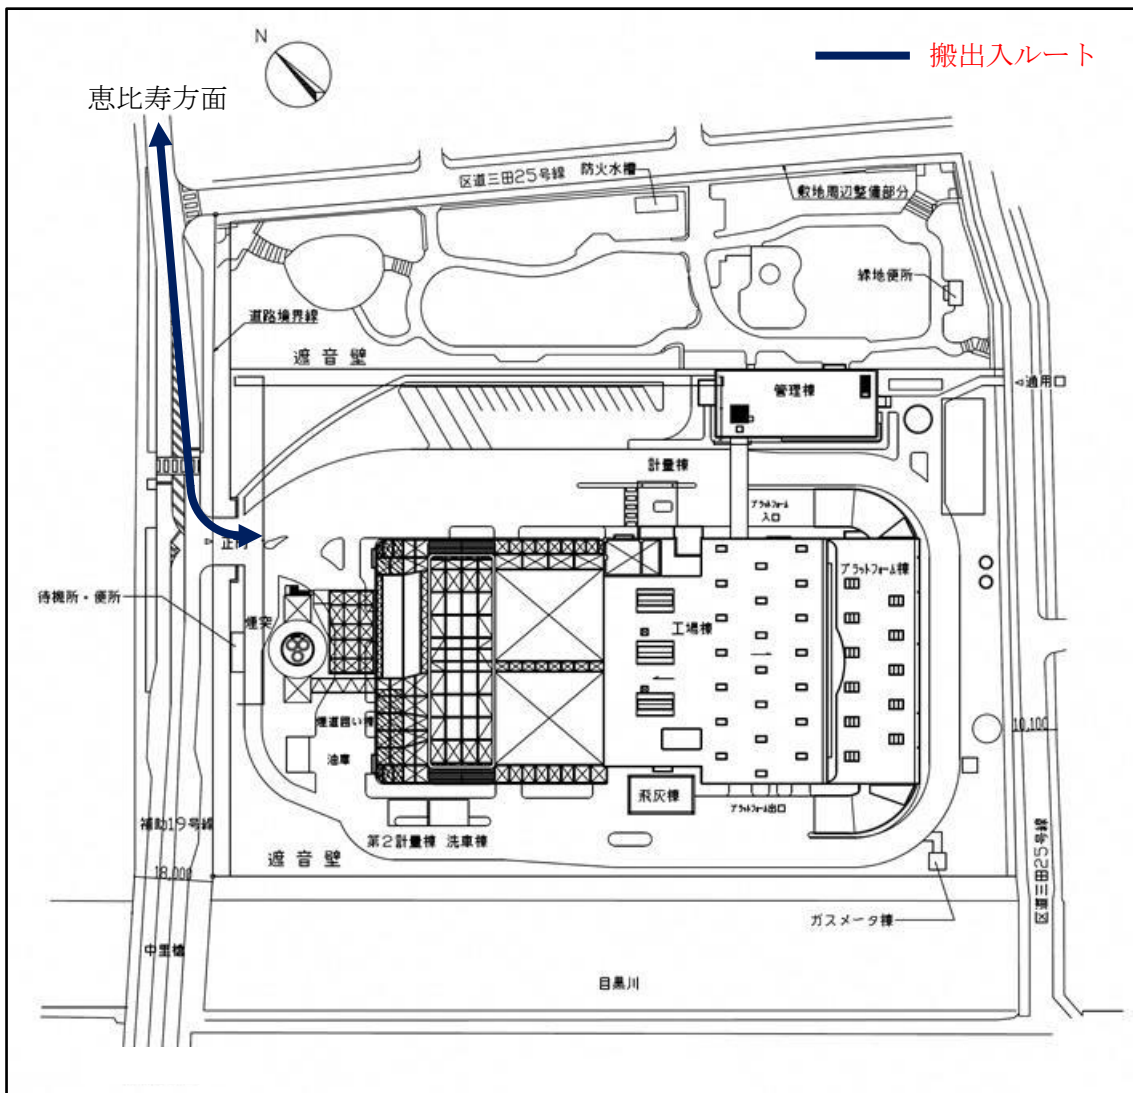 N
搬出入ルート
恵比寿方面
区道三田25号線
防火水槽
敷地周辺整備部分
緑地便所
道路境界線
遮音壁
管理棟
◁通用口
計量棟
プラットフォーム
入口
▷正門
プラットフォーム棟
待機所・便所
煙突
工場棟
煙道囲い棟
10,100
油庫
飛灰棟
プラットフォーム出口
補助19号線
第2計量棟
洗車棟
遮音壁
18,000
区道三田25号線
ガスメータ棟
中里橋
目黒川